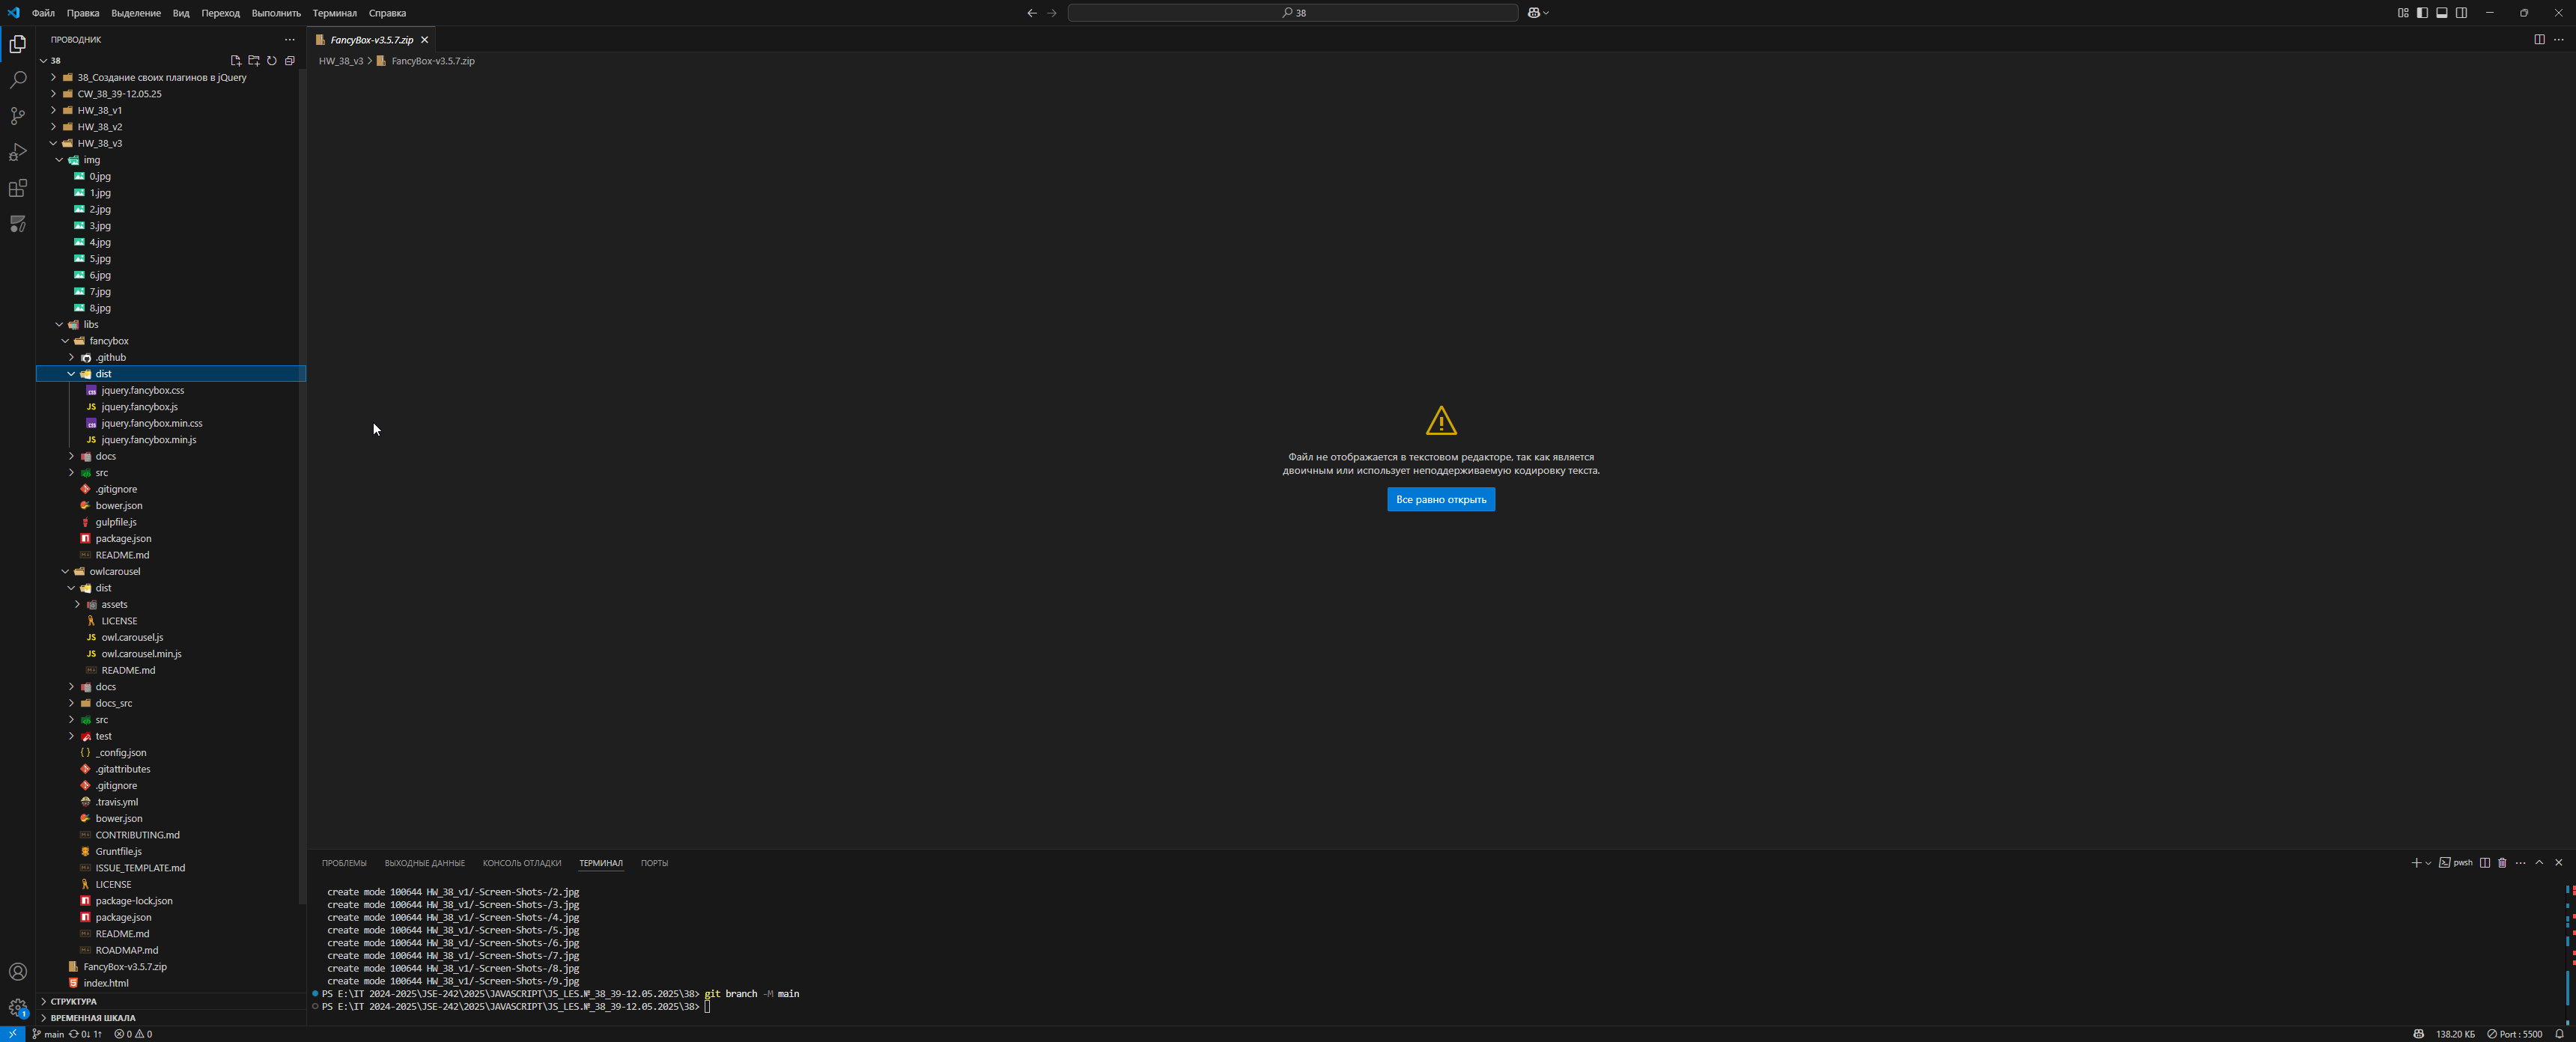 Файл Правка Выделение Вид Переход Выполнить Терминал Справка
38
ПРОВОДНИК
FancyBox-v3.5.7.zip
38
HW_38_v3 > FancyBox-v3.5.7.zip
38_Создание своих плагинов в jQuery
CW_38_39-12.05.25
HW_38_v1
HW_38_v2
HW_38_v3
img
0.jpg
1.jpg
2.jpg
3.jpg
4.jpg
5.jpg
6.jpg
7.jpg
8.jpg
libs
fancybox
.github
dist
jquery.fancybox.css
jquery.fancybox.js
jquery.fancybox.min.css
jquery.fancybox.min.js
docs
src
.gitignore
bower.json
gulpfile.js
package.json
README.md
owlcarousel
dist
assets
LICENSE
owl.carousel.js
owl.carousel.min.js
README.md
docs
docs_src
src
test
_config.json
.gitattributes
.gitignore
.travis.yml
bower.json
CONTRIBUTING.md
Gruntfile.js
ISSUE_TEMPLATE.md
LICENSE
package-lock.json
package.json
README.md
ROADMAP.md
FancyBox-v3.5.7.zip
index.html
СТРУКТУРА
ВРЕМЕННАЯ ШКАЛА
Файл не отображается в текстовом редакторе, так как является
двоичным или использует неподдерживаемую кодировку текста.
Все равно открыть
ПРОБЛЕМЫ ВЫХОДНЫЕ ДАННЫЕ КОНСОЛЬ ОТЛАДКИ ТЕРМИНАЛ ПОРТЫ
pwsh
create mode 100644 HW_38_v1/-Screen-Shots-/2.jpg
create mode 100644 HW_38_v1/-Screen-Shots-/3.jpg
create mode 100644 HW_38_v1/-Screen-Shots-/4.jpg
create mode 100644 HW_38_v1/-Screen-Shots-/5.jpg
create mode 100644 HW_38_v1/-Screen-Shots-/6.jpg
create mode 100644 HW_38_v1/-Screen-Shots-/7.jpg
create mode 100644 HW_38_v1/-Screen-Shots-/8.jpg
create mode 100644 HW_38_v1/-Screen-Shots-/9.jpg
PS E:\IT 2024-2025\JSE-242\2025\JAVASCRIPT\JS_LES.№_38_39-12.05.2025\38> git branch -M main
PS E:\IT 2024-2025\JSE-242\2025\JAVASCRIPT\JS_LES.№_38_39-12.05.2025\38>
1
main 0↓ 1↑ 0 0
138.20 КБ Port : 5500